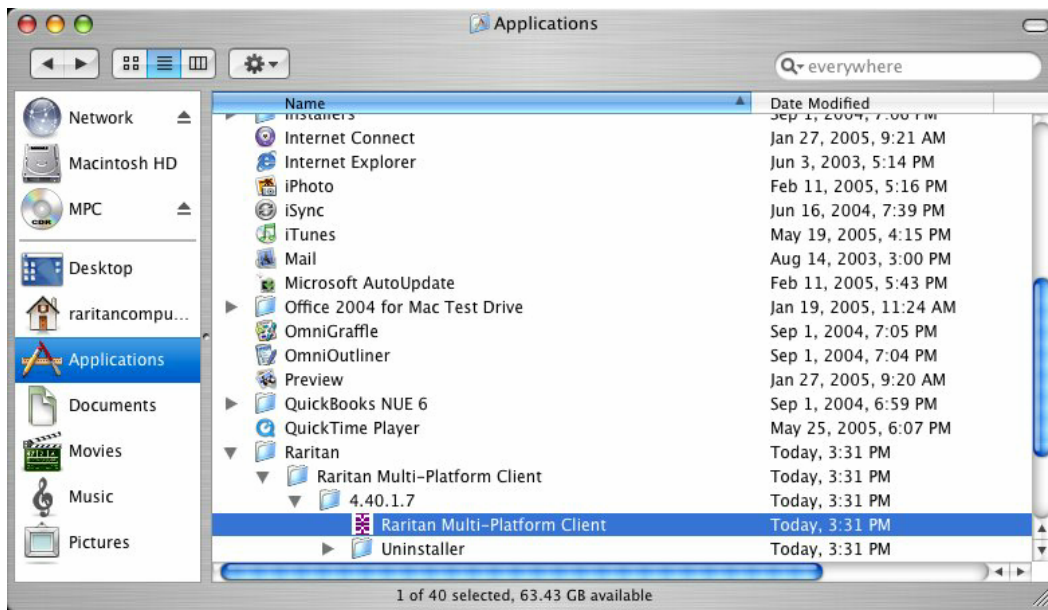 Applications
everywhere
Name Date Modified
Installers Sep 1, 2004, 7:06 PM
Internet Connect Jan 27, 2005, 9:21 AM
Internet Explorer Jun 3, 2003, 5:14 PM
iPhoto Feb 11, 2005, 5:16 PM
iSync Jun 16, 2004, 7:39 PM
iTunes May 19, 2005, 4:15 PM
Mail Aug 14, 2003, 3:00 PM
Microsoft AutoUpdate Feb 11, 2005, 5:43 PM
Office 2004 for Mac Test Drive Jan 19, 2005, 11:24 AM
OmniGraffle Sep 1, 2004, 7:05 PM
OmniOutliner Sep 1, 2004, 7:04 PM
Preview Jan 27, 2005, 9:20 AM
QuickBooks NUE 6 Sep 1, 2004, 6:59 PM
QuickTime Player May 25, 2005, 6:07 PM
Raritan Today, 3:31 PM
Raritan Multi-Platform Client Today, 3:31 PM
4.40.1.7 Today, 3:31 PM
Raritan Multi-Platform Client Today, 3:31 PM
Uninstaller Today, 3:31 PM
Network
Macintosh HD
MPC
CDR
Desktop
raritancompu...
Applications
Documents
Movies
Music
Pictures
1 of 40 selected, 63.43 GB available